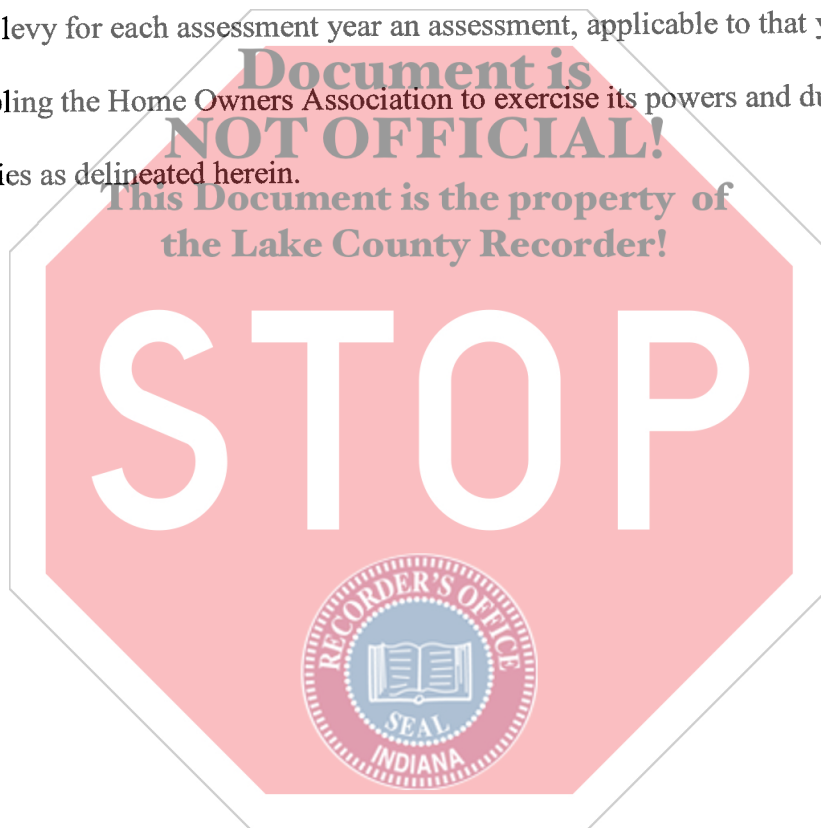 levy for each assessment year an assessment, applicable to that
Document is
ling the Home Owners Association to exercise its powers and
NOT OFFICIAL!
ies as delineated herein.
This Document is the property of
the Lake County Recorder!
STOP
RECORDER'S OFFICE
SEAL
INDIANA